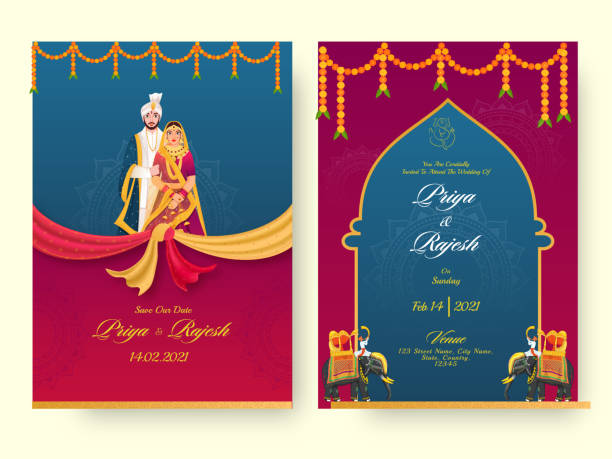 Save Our Date
Priya & Rajesh
14.02.2021
You Are Cordially
Invited To Attend The Wedding Of
Priya
&
Rajesh
On
Sunday
Feb 14 | 2021
Venue
123 Street Name, City Name,
State, Country,
12345